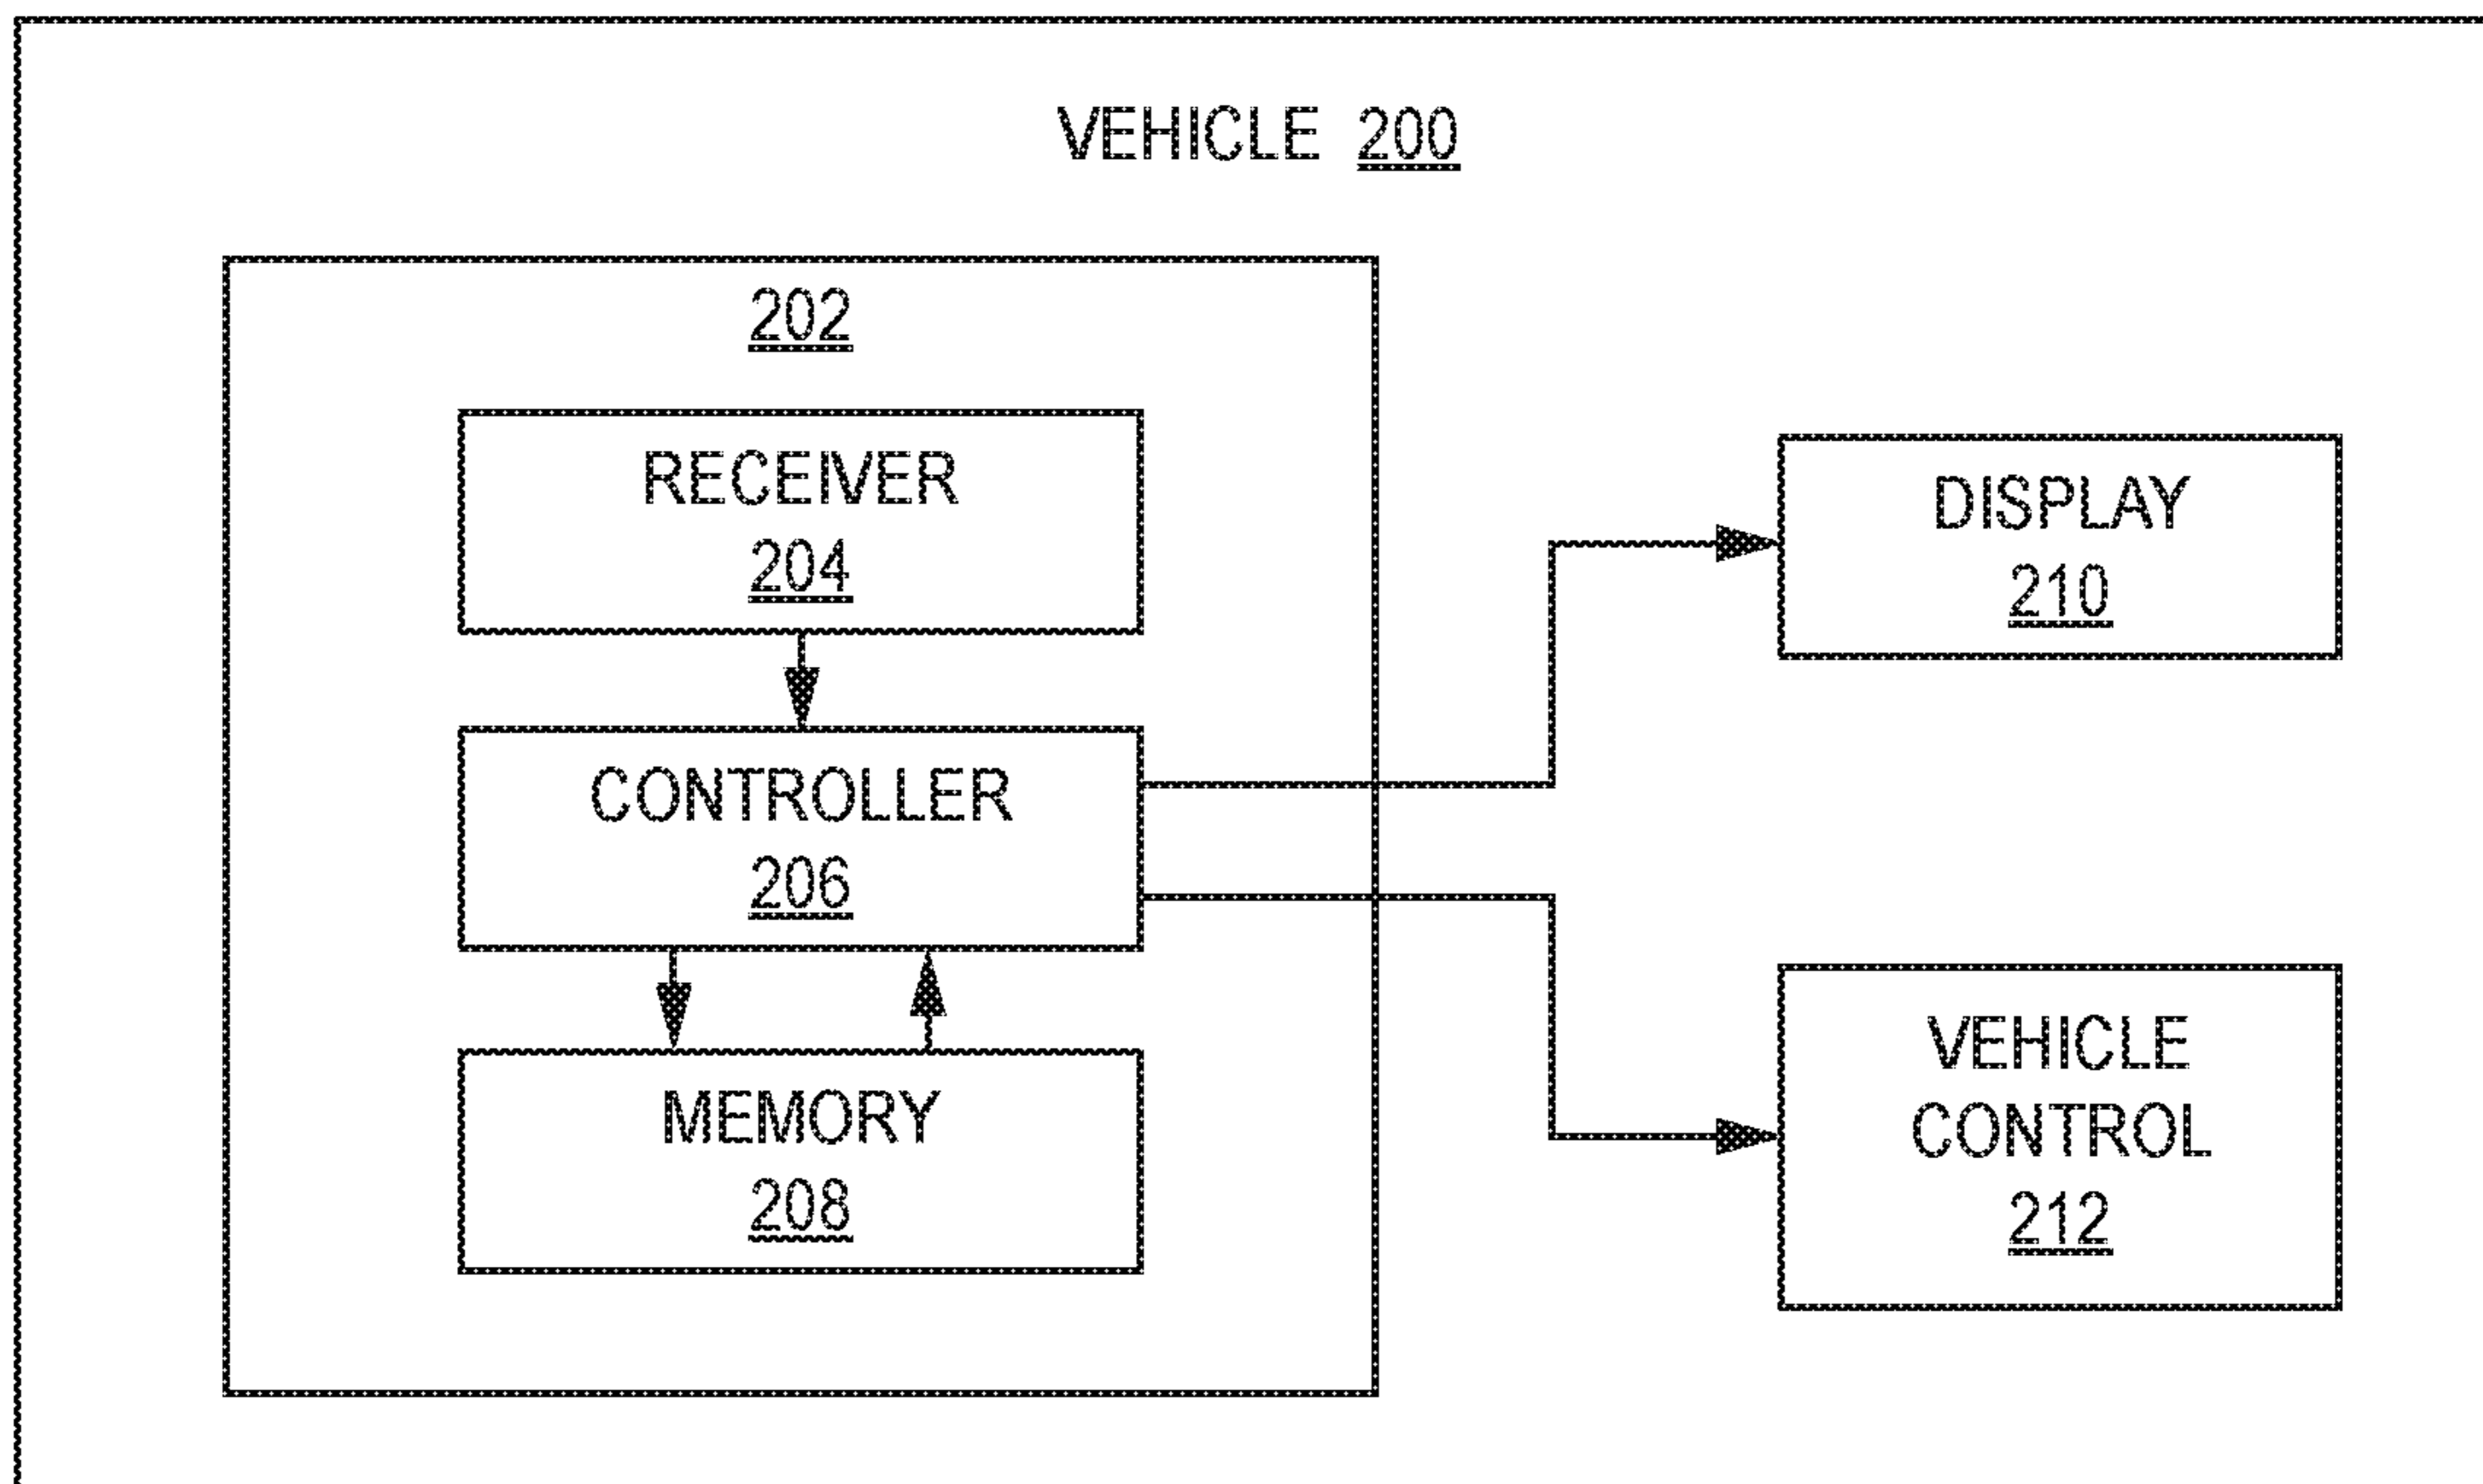 VEHICLE 200
202
RECEIVER
204
CONTROLLER
206
MEMORY
208
DISPLAY
210
VEHICLE
CONTROL
212